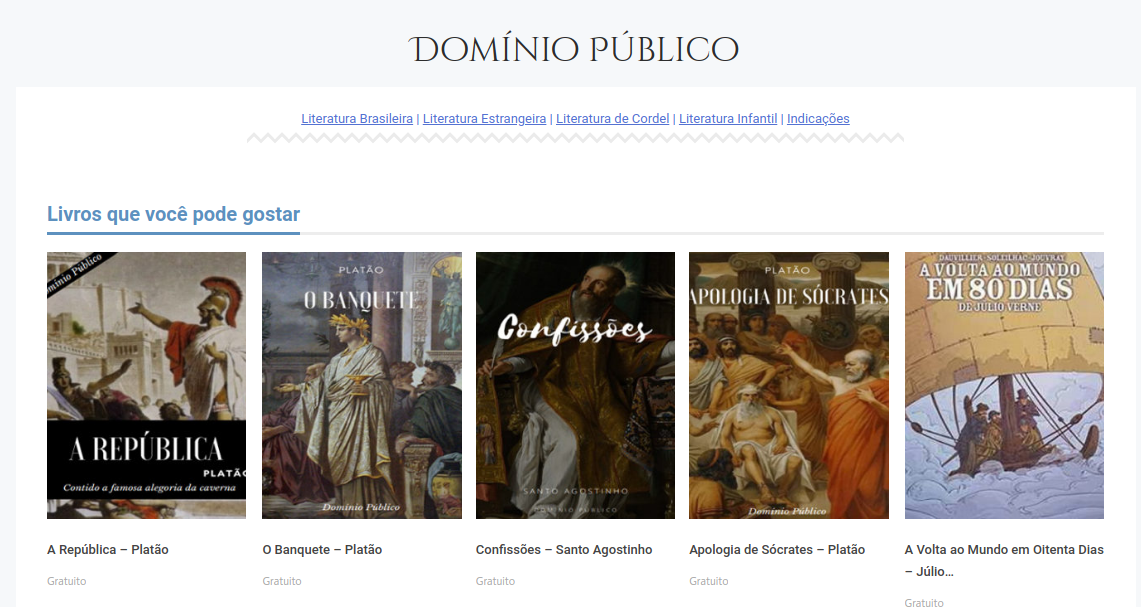 Domínio Público
Literatura Brasileira | Literatura Estrangeira | Literatura de Cordel | Literatura Infantil | Indicações
Livros que você pode gostar
Domínio Público
A REPÚBLICA
PLATÃO
Contido a famosa alegoria da caverna
PLATÃO
O BANQUETE
Domínio Público
Confissões
SANTO AGOSTINHO
DOMÍNIO PÚBLICO
PLATÃO
APOLOGIA DE SÓCRATES
Domínio Público
DAUVILLIER · SOLEILHAC · JOUVRAY
A VOLTA AO MUNDO
EM 80 DIAS
DE JULIO VERNE
A República – Platão
Gratuito
O Banquete – Platão
Gratuito
Confissões – Santo Agostinho
Gratuito
Apologia de Sócrates – Platão
Gratuito
A Volta ao Mundo em Oitenta Dias
– Júlio...
Gratuito